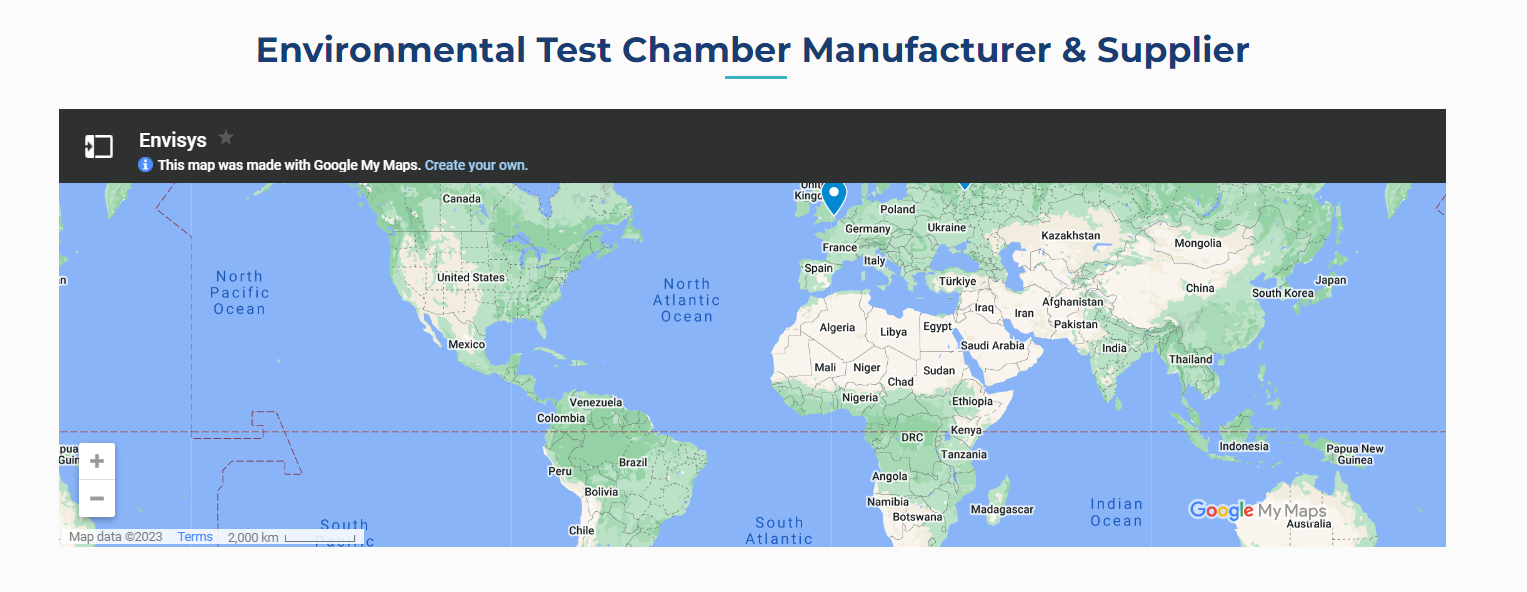 Environmental Test Chamber Manufacturer & Supplier
Envisys
This map was made with Google My Maps. Create your own.
Canada
Poland
Germany
Ukraine
Kazakhstan
Mongolia
France
Italy
Spain
North
Pacific
Ocean
United States
North
Atlantic
Ocean
Türkiye
China
Japan
South Korea
Iraq
Iran
Afghanistan
Pakistan
Algeria
Libya
Egypt
Saudi Arabia
India
Mexico
Thailand
Mali
Niger
Chad
Sudan
Nigeria
Ethiopia
Venezuela
Colombia
DRC
Kenya
Tanzania
Indonesia
Papua New
Guinea
Peru
Brazil
Bolivia
Angola
Namibia
Botswana
Madagascar
Indian
Ocean
Google My Maps
Australia
Chile
South
Pacific
South
Atlantic
+
−
Map data ©2023 Terms 2,000 km